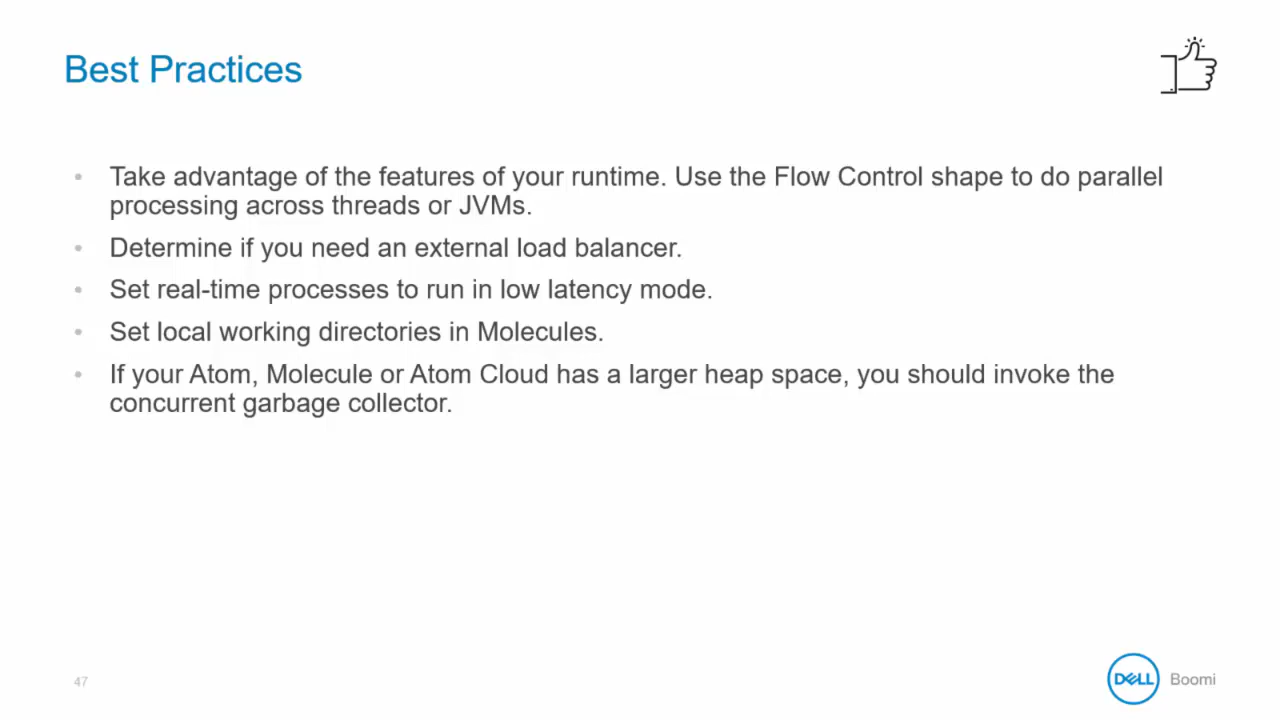 Best Practices
• Take advantage of the features of your runtime. Use the Flow Control shape to do parallel
processing across threads or JVMs.
• Determine if you need an external load balancer.
• Set real-time processes to run in low latency mode.
• Set local working directories in Molecules.
• If your Atom, Molecule or Atom Cloud has a larger heap space, you should invoke the
concurrent garbage collector.
47
DELL Boomi